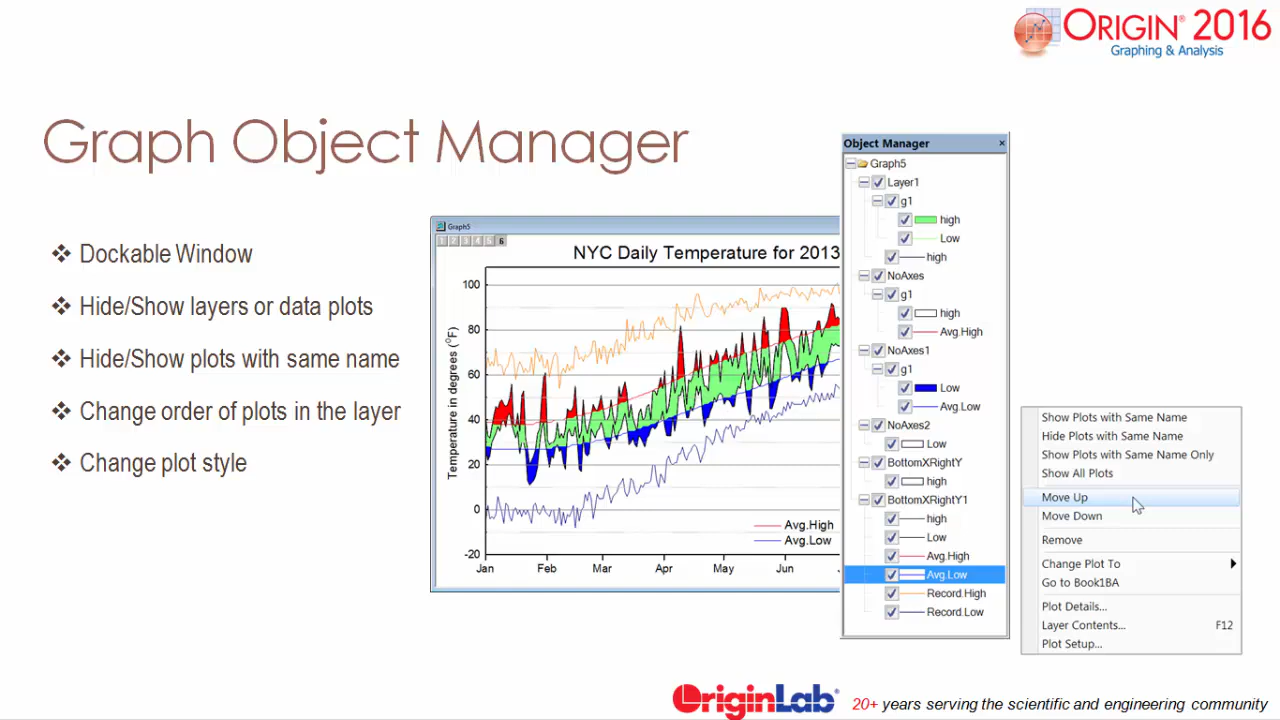 ORIGIN® 2016
Graphing & Analysis
Graph Object Manager
❖ Dockable Window
❖ Hide/Show layers or data plots
❖ Hide/Show plots with same name
❖ Change order of plots in the layer
❖ Change plot style
Graph5
1 2 3 4 5 6
NYC Daily Temperature for 2013
Temperature in degrees (°F)
100
80
60
40
20
0
-20
Jan Feb Mar Apr May Jun
Avg.High
Avg.Low
Object Manager ×
Graph5
Layer1
g1
high
Low
high
NoAxes
g1
high
Avg.High
NoAxes1
g1
Low
Avg.Low
NoAxes2
Low
BottomXRightY
high
BottomXRightY1
high
Low
Avg.High
Avg.Low
Record.High
Record.Low
Show Plots with Same Name
Hide Plots with Same Name
Show Plots with Same Name Only
Show All Plots
Move Up
Move Down
Remove
Change Plot To
Go to Book1BA
Plot Details...
Layer Contents... F12
Plot Setup...
OriginLab®
20+ years serving the scientific and engineering community